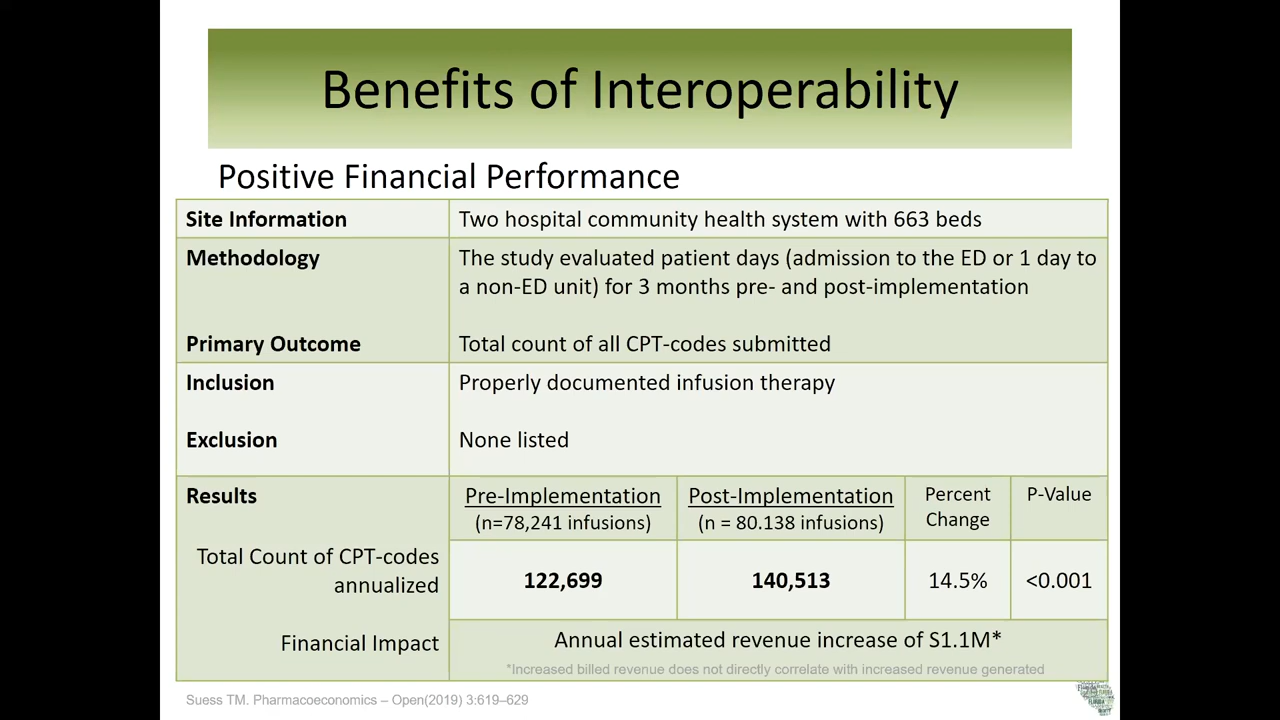 Benefits of Interoperability
Positive Financial Performance
Site Information
Two hospital community health system with 663 beds
Methodology
The study evaluated patient days (admission to the ED or 1 day to
a non-ED unit) for 3 months pre- and post-implementation
Primary Outcome
Total count of all CPT-codes submitted
Inclusion
Properly documented infusion therapy
Exclusion
None listed
Results
Pre-Implementation
(n=78,241 infusions)
Post-Implementation
(n = 80.138 infusions)
Percent
Change
P-Value
Total Count of CPT-codes
annualized
122,699
140,513
14.5%
<0.001
Financial Impact
Annual estimated revenue increase of S1.1M*
*Increased billed revenue does not directly correlate with increased revenue generated
Suess TM. Pharmacoeconomics – Open(2019) 3:619–629